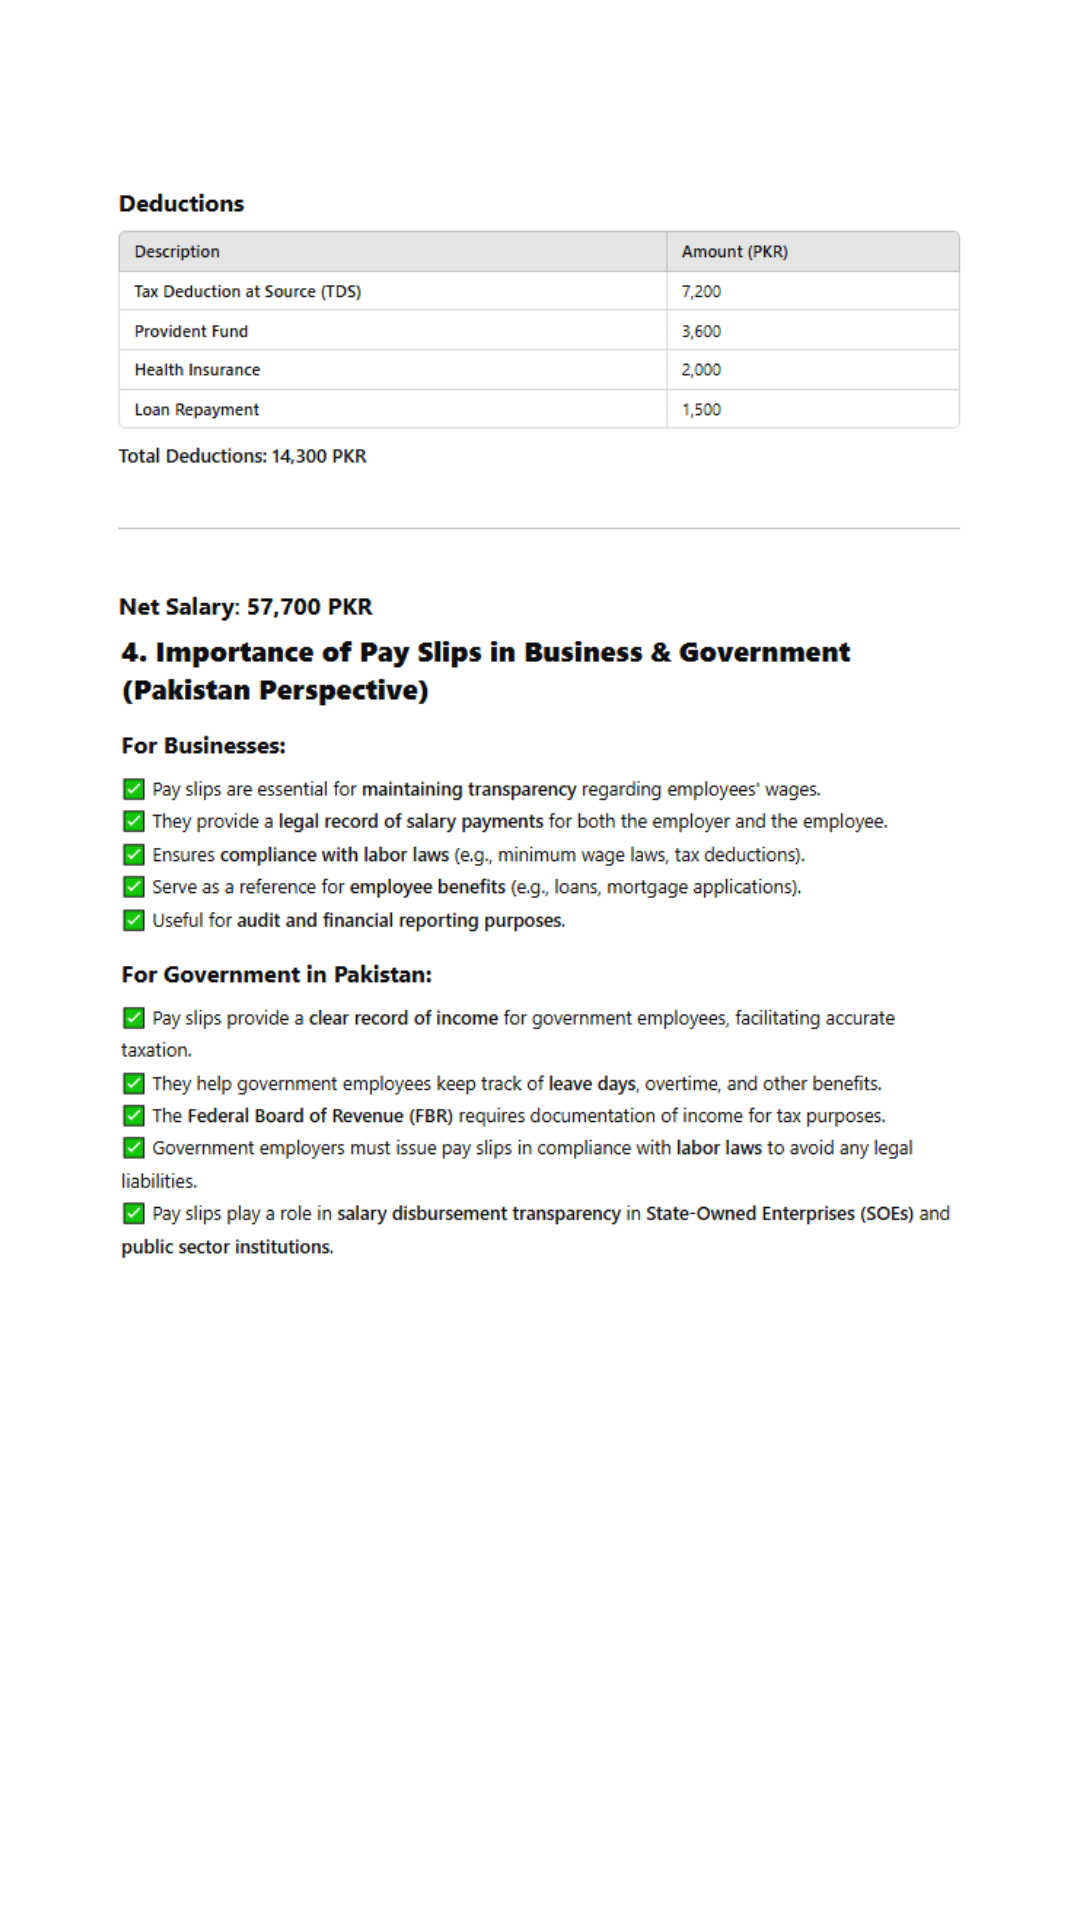 Deductions
Description Amount (PKR)
Tax Deduction at Source (TDS) 7,200
Provident Fund 3,600
Health Insurance 2,000
Loan Repayment 1,500
Total Deductions: 14,300 PKR
Net Salary: 57,700 PKR
4. Importance of Pay Slips in Business & Government
(Pakistan Perspective)
For Businesses:
✅ Pay slips are essential for maintaining transparency regarding employees' wages.
✅ They provide a legal record of salary payments for both the employer and the employee.
✅ Ensures compliance with labor laws (e.g., minimum wage laws, tax deductions).
✅ Serve as a reference for employee benefits (e.g., loans, mortgage applications).
✅ Useful for audit and financial reporting purposes.
For Government in Pakistan:
✅ Pay slips provide a clear record of income for government employees, facilitating accurate
taxation.
✅ They help government employees keep track of leave days, overtime, and other benefits.
✅ The Federal Board of Revenue (FBR) requires documentation of income for tax purposes.
✅ Government employers must issue pay slips in compliance with labor laws to avoid any legal
liabilities.
✅ Pay slips play a role in salary disbursement transparency in State-Owned Enterprises (SOEs) and
public sector institutions.